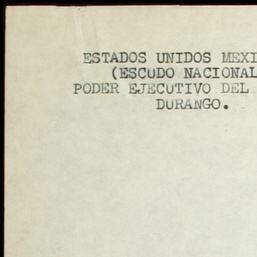 ESTADOS UNIDOS MEXI
(ESCUDO NACIONAL
PODER EJECUTIVO DEL
DURANGO.